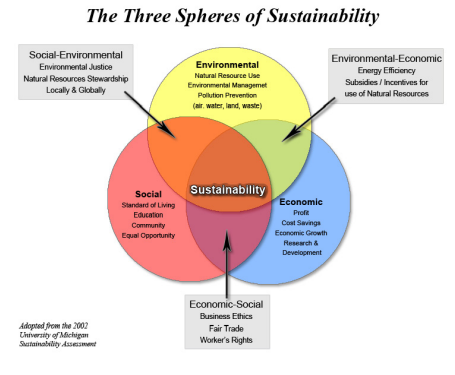 The Three Spheres of Sustainability
Social-Environmental
Environmental Justice
Natural Resources Stewardship
Locally & Globally
Environmental
Natural Resource Use
Environmental Managemet
Pollution Prevention
(air. water, land, waste)
Environmental-Economic
Energy Efficiency
Subsidies / Incentives for
use of Natural Resources
Social
Standard of Living
Education
Community
Equal Opportunity
Sustainability
Economic
Profit
Cost Savings
Economic Growth
Research &
Development
Economic-Social
Business Ethics
Fair Trade
Worker's Rights
Adopted from the 2002
University of Michigan
Sustainability Assessment